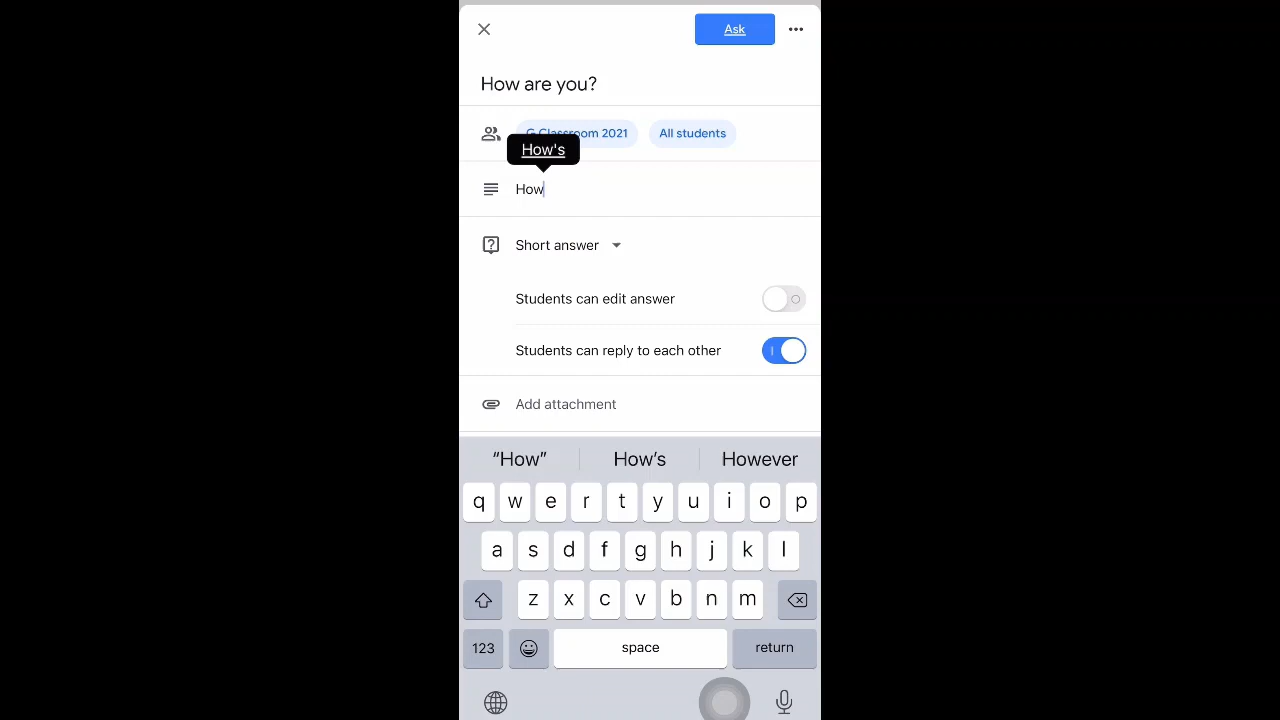 Ask
How are you?
G Classroom 2021 All students
How's
How
Short answer
Students can edit answer
Students can reply to each other
Add attachment
“How” How’s However
q w e r t y u i o p
a s d f g h j k l
z x c v b n m
123 space return